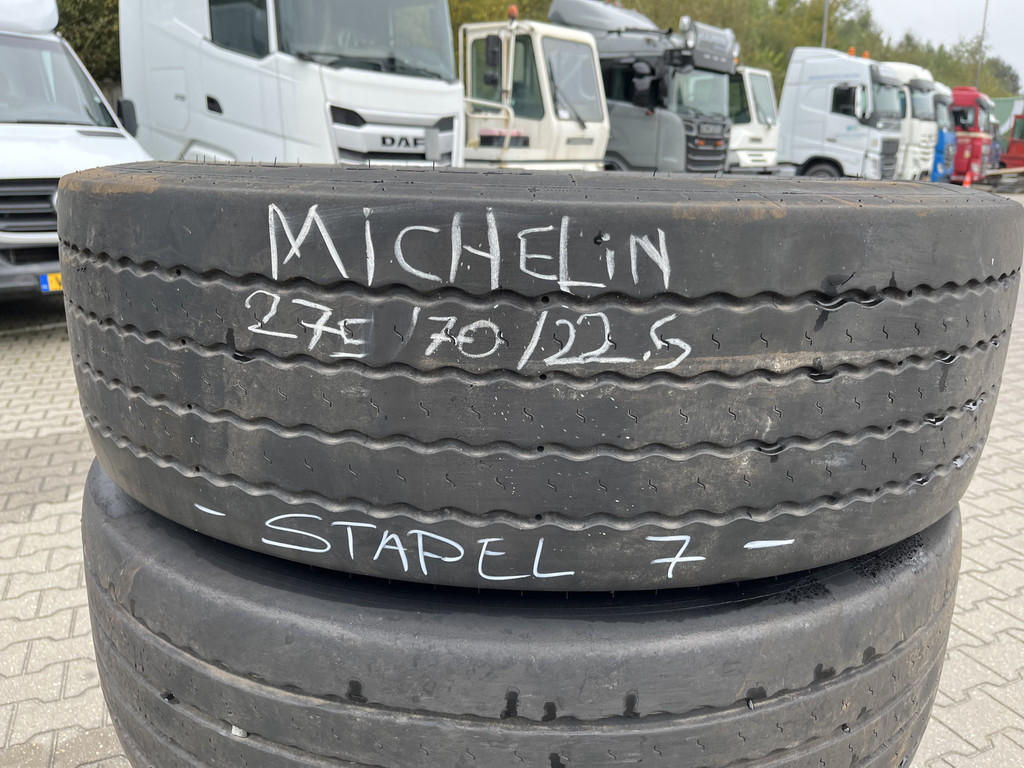 DAF
MiCHELiN
275/70/22.5
- STAPEL 7 -